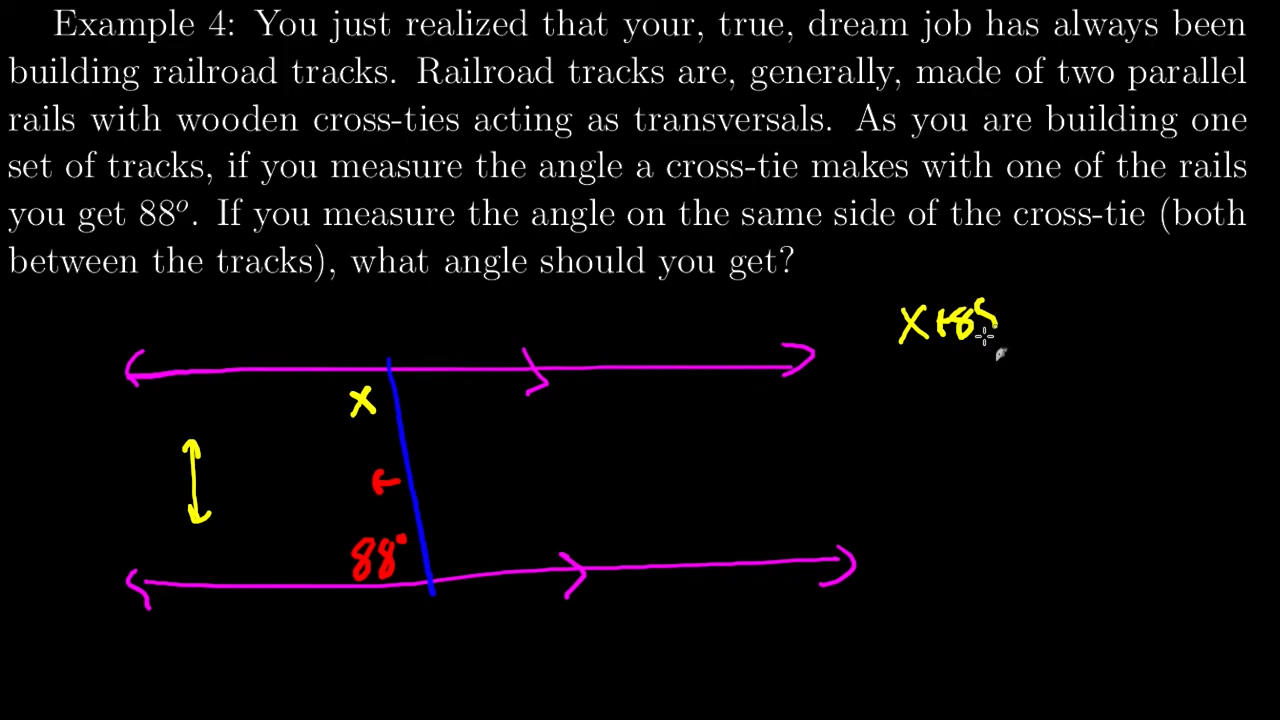 Example 4: You just realized that your, true, dream job has always been
building railroad tracks. Railroad tracks are, generally, made of two parallel
rails with wooden cross-ties acting as transversals. As you are building one
set of tracks, if you measure the angle a cross-tie makes with one of the rails
you get 88°. If you measure the angle on the same side of the cross-tie (both
between the tracks), what angle should you get?
x+8
x
88°